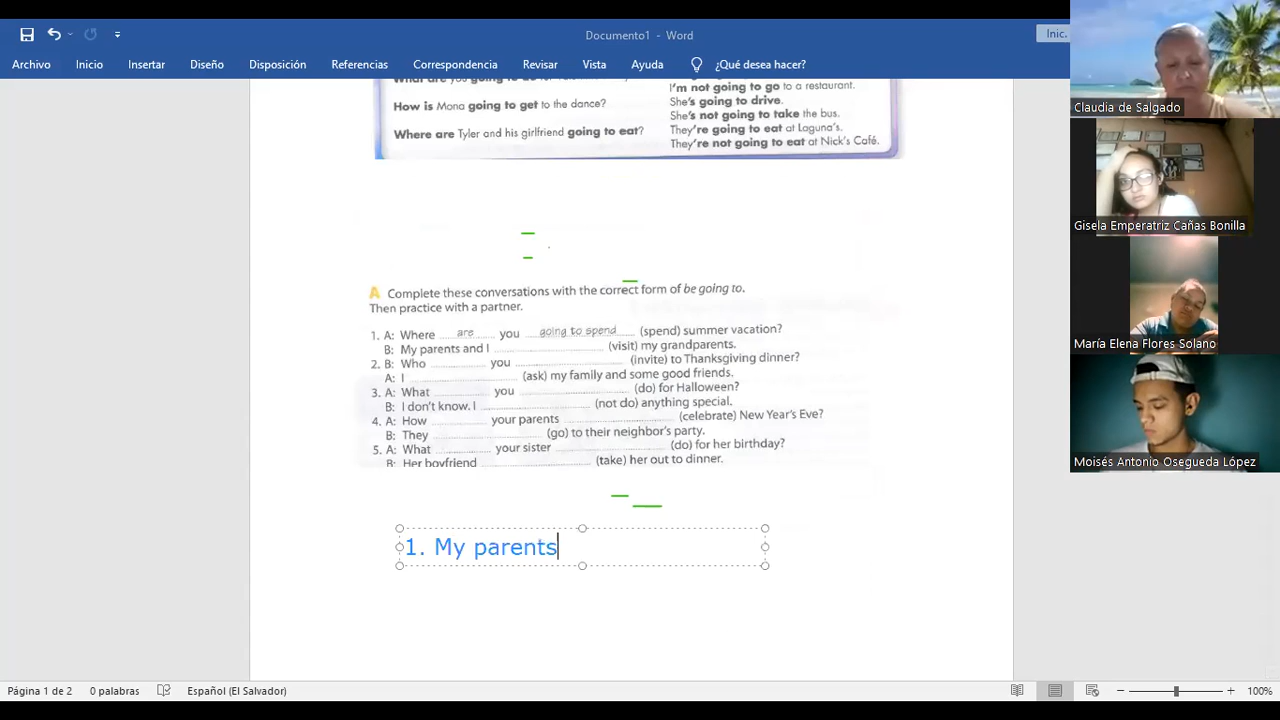 Documento1 - Word
Inic.
Archivo Inicio Insertar Diseño Disposición Referencias Correspondencia Revisar Vista Ayuda ¿Qué desea hacer?
What are you going to do for
I'm not going to go to a restaurant.
How is Mona going to get to the dance?
She's going to drive.
She's not going to take the bus.
Where are Tyler and his girlfriend going to eat?
They're going to eat at Laguna's.
They're not going to eat at Nick's Café.
A Complete these conversations with the correct form of be going to.
Then practice with a partner.
1. A: Where are you going to spend (spend) summer vacation?
B: My parents and I (visit) my grandparents.
2. B: Who you (invite) to Thanksgiving dinner?
A: I (ask) my family and some good friends.
3. A: What you (do) for Halloween?
B: I don't know. I (not do) anything special.
4. A: How your parents (celebrate) New Year's Eve?
B: They (go) to their neighbor's party.
5. A: What your sister (do) for her birthday?
B: Her boyfriend (take) her out to dinner.
1. My parents
Claudia de Salgado
Gisela Emperatriz Cañas Bonilla
María Elena Flores Solano
Moisés Antonio Osegueda López
Página 1 de 2 0 palabras Español (El Salvador) 100%